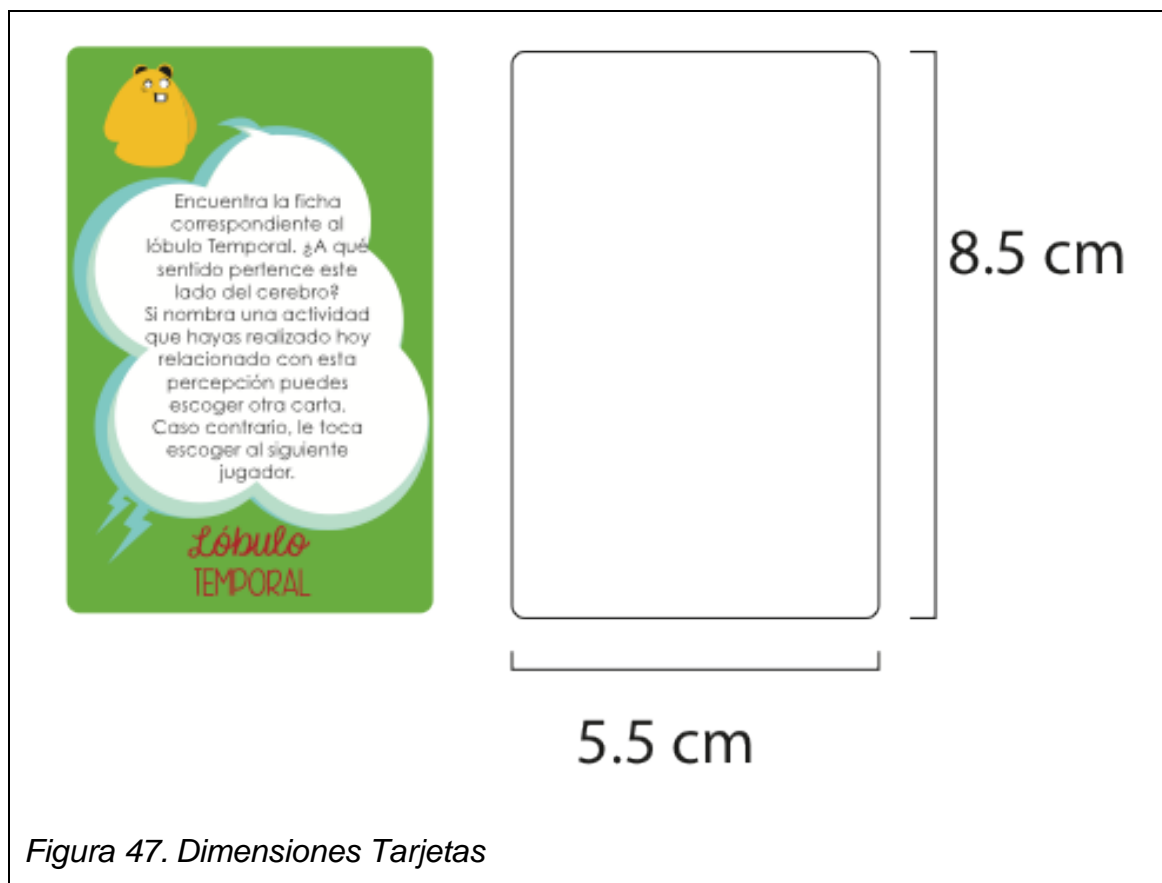 Encuentra la ficha
correspondiente al
lóbulo Temporal. ¿A qué
sentido pertence este
lado del cerebro?
Si nombra una actividad
que hayas realizado hoy
relacionado con esta
percepción puedes
escoger otra carta.
Caso contrario, le toca
escoger al siguiente
jugador.
Lóbulo
TEMPORAL
8.5 cm
5.5 cm
Figura 47. Dimensiones Tarjetas